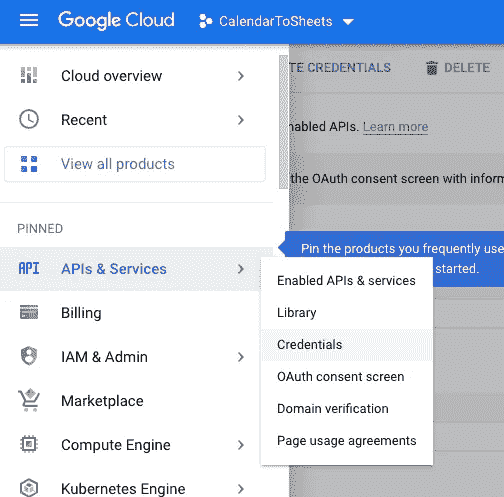 Google Cloud CalendarToSheets
Cloud overview
TE CREDENTIALS DELETE
Recent
nabled APIs. Learn more
View all products
the OAuth consent screen with inform
PINNED
Pin the products you frequently use
started.
API APIs & Services
Enabled APIs & services
Billing
Library
Credentials
IAM & Admin
OAuth consent screen
Marketplace
Domain verification
Page usage agreements
Compute Engine
Kubernetes Engine